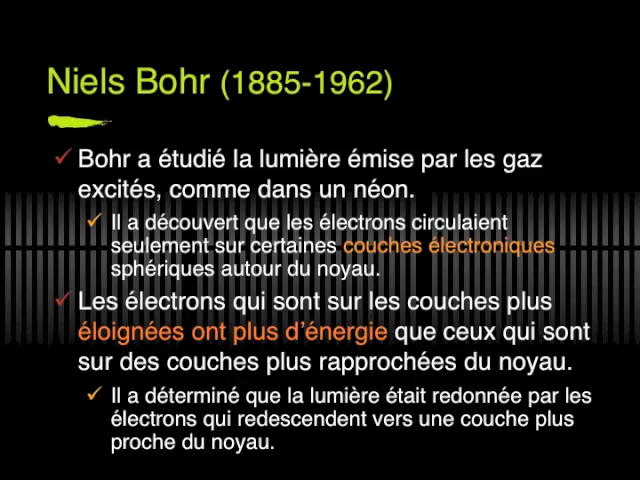 Niels Bohr (1885-1962)
Bohr a étudié la lumière émise par les gaz
excités, comme dans un néon.
Il a découvert que les électrons circulaient
seulement sur certaines couches électroniques
sphériques autour du noyau.
Les électrons qui sont sur les couches plus
éloignées ont plus d'énergie que ceux qui sont
sur des couches plus rapprochées du noyau.
Il a déterminé que la lumière était redonnée par les
électrons qui redescendent vers une couche plus
proche du noyau.